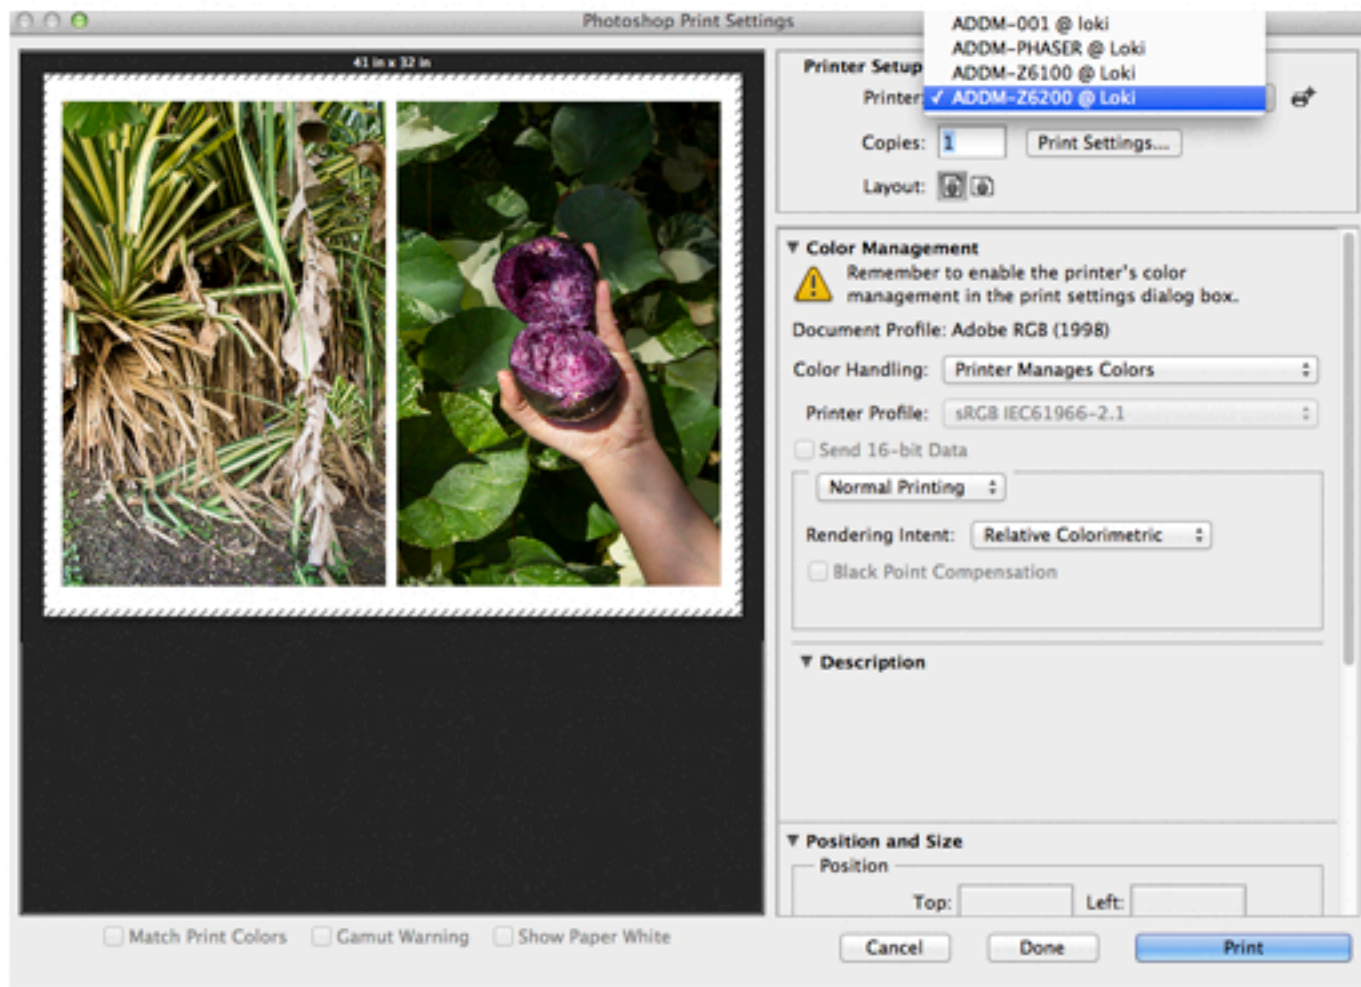 Photoshop Print Settings
41 in x 32 in
ADDM-001 @ loki
ADDM-PHASER @ Loki
ADDM-Z6100 @ Loki
✓ ADDM-Z6200 @ Loki
Printer Setup
Printer:
Copies: 1 Print Settings...
Layout:
Color Management
Remember to enable the printer's color
management in the print settings dialog box.
Document Profile: Adobe RGB (1998)
Color Handling: Printer Manages Colors
Printer Profile: sRGB IEC61966-2.1
Send 16-bit Data
Normal Printing
Rendering Intent: Relative Colorimetric
Black Point Compensation
Description
Position and Size
Position
Top: Left:
Match Print Colors Gamut Warning Show Paper White
Cancel Done Print